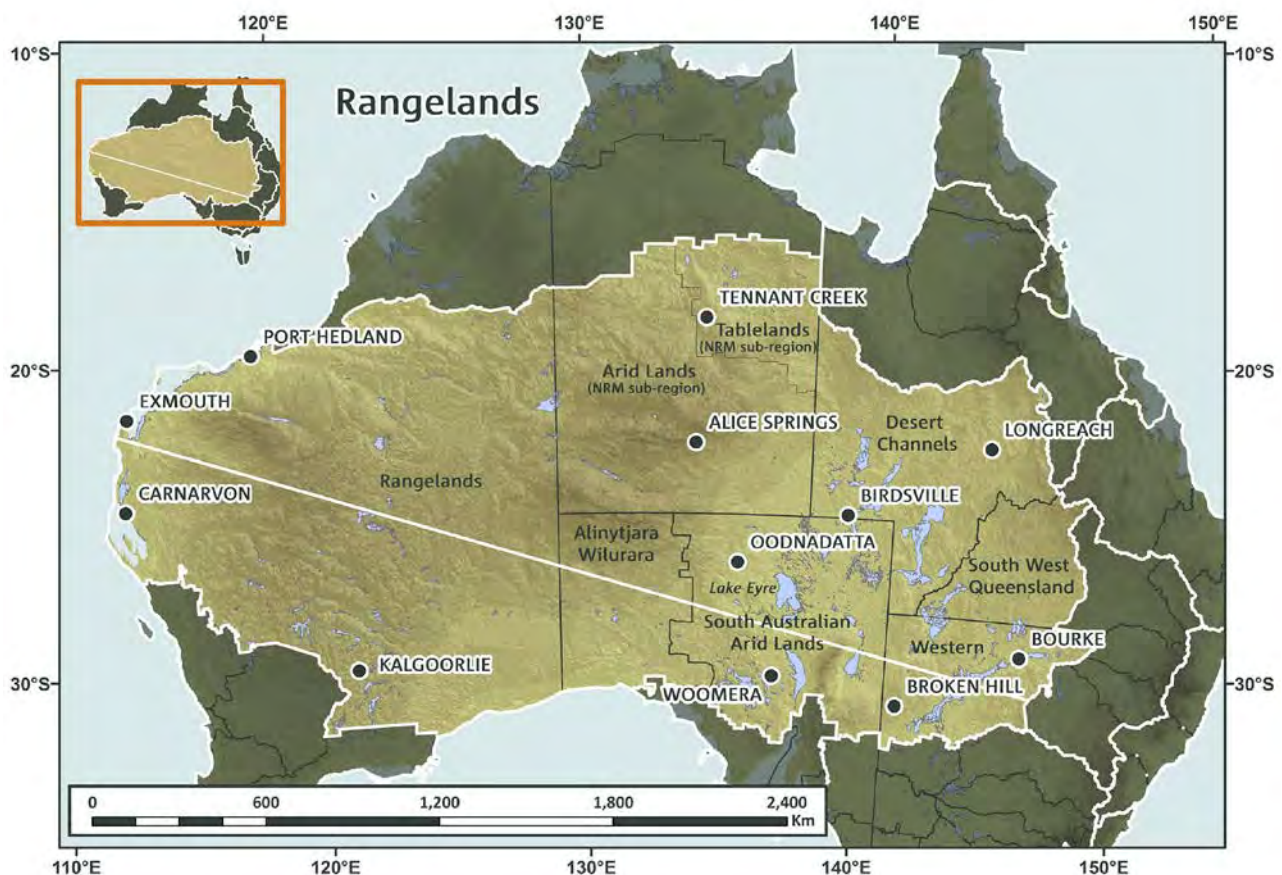 120°E
130°E
140°E
150°E
10°S
10°S
Rangelands
TENNANT CREEK
Tablelands
(NRM sub-region)
PORT HEDLAND
20°S
20°S
Arid Lands
(NRM sub-region)
EXMOUTH
ALICE SPRINGS
Desert
Channels
LONGREACH
Rangelands
CARNARVON
BIRDSVILLE
Alinytjara
Wilurara
OODNADATTA
South West
Queensland
Lake Eyre
South Australian
Arid Lands
Western
BOURKE
KALGOORLIE
WOOMERA
BROKEN HILL
30°S
30°S
0
600
1,200
1,800
2,400
Km
110°E
120°E
130°E
140°E
150°E